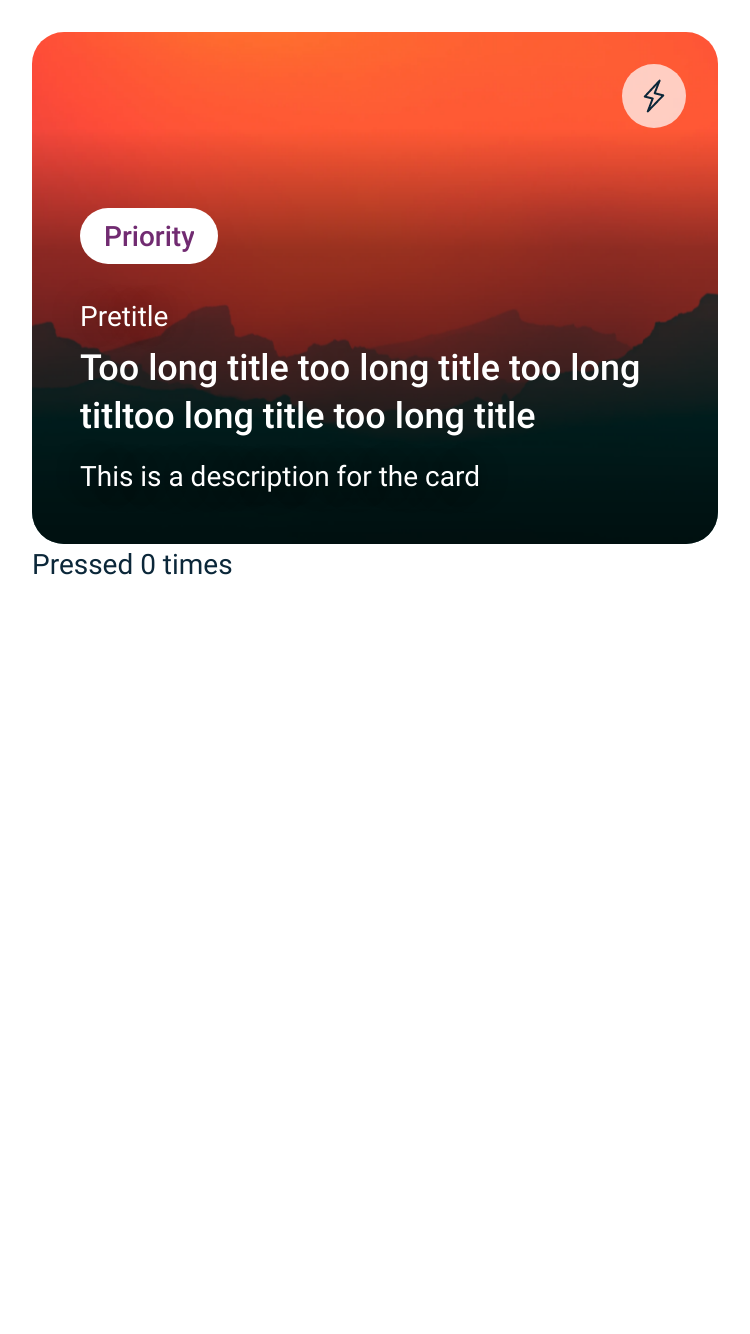 Priority
Pretitle
Too long title too long title too long
titltoo long title too long title
This is a description for the card
Pressed 0 times